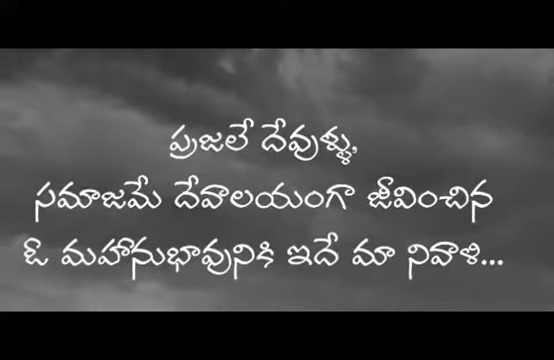 ప్రజలే దేవుళ్ళు,
సమాజమే దేవాలయంగా జీవించిన
ఓ మహానుభావునికి ఇదే మా నివాళి...